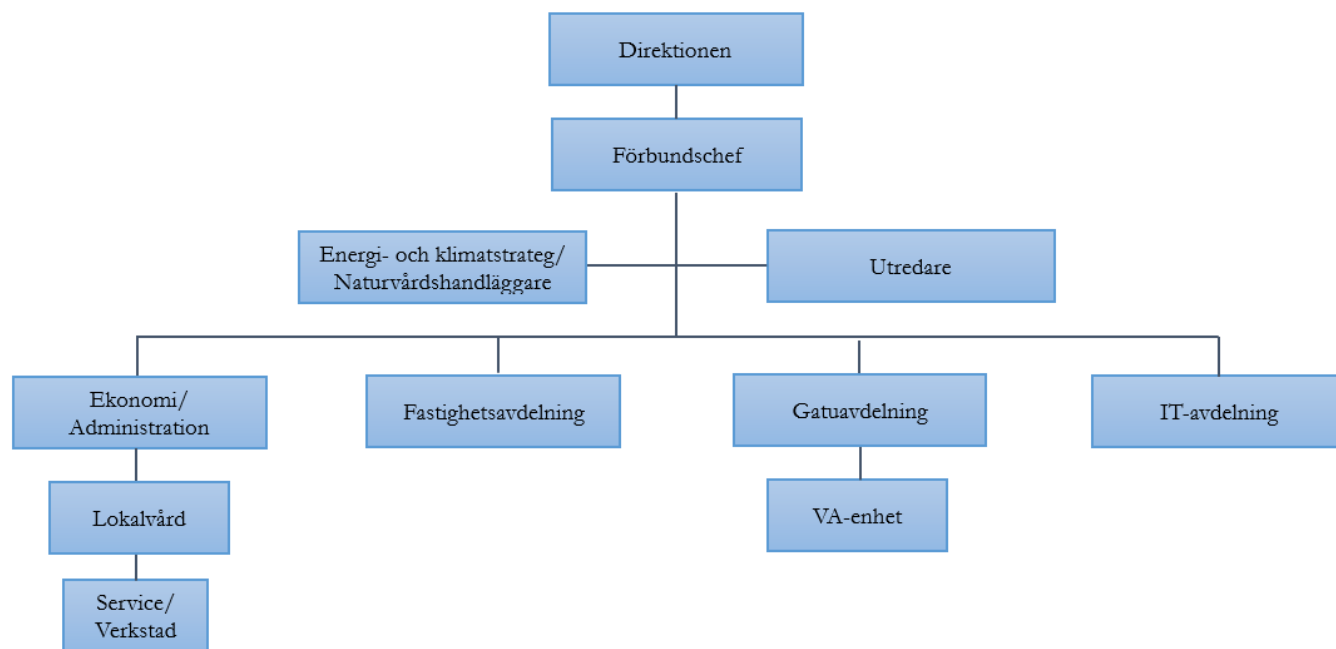 Direktionen
Förbundschef
Energi- och klimatstrateg/
Naturvårdshandläggare
Utredare
Ekonomi/
Administration
Fastighetsavdelning
Gatuavdelning
IT-avdelning
Lokalvård
VA-enhet
Service/
Verkstad